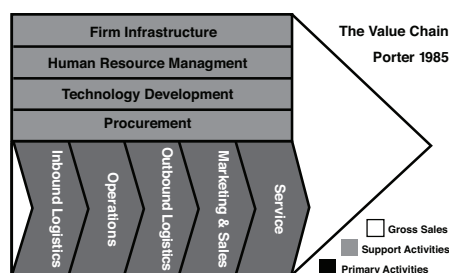 Firm Infrastructure
Human Resource Managment
Technology Development
Procurement
Inbound Logistics
Operations
Outbound Logistics
Marketing & Sales
Service
The Value Chain
Porter 1985
Gross Sales
Support Activities
Primary Activities